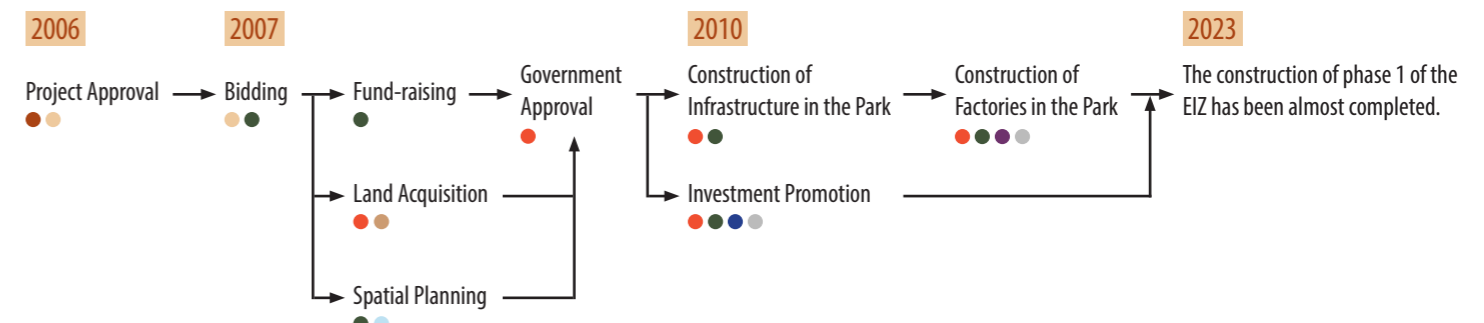 2006
2007
2010
2023
Project Approval
Bidding
Fund-raising
Government
Approval
Construction of
Infrastructure in the Park
Construction of
Factories in the Park
The construction of phase 1 of the
EIZ has been almost completed.
Land Acquisition
Investment Promotion
Spatial Planning